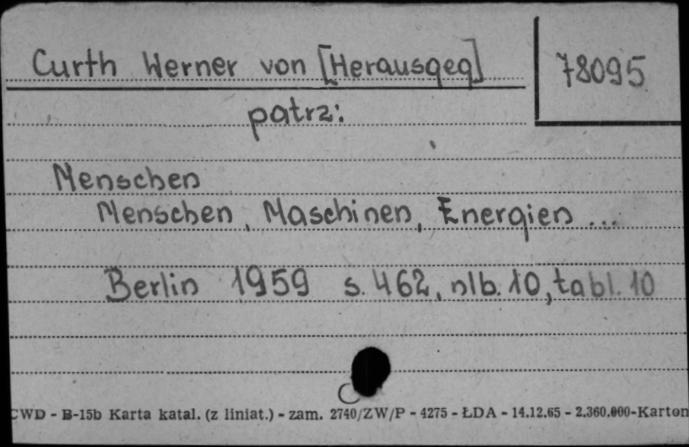 Curth Werner von [Herausgeg]
78095
patrz:
Menschen
Menschen, Maschinen, Energien ...
Berlin 1959 s. 462, nlb. 10, tabl. 10
CWD - B-15b Karta katal. (z liniat.) - zam. 2740/ZW/P - 4275 - ŁDA - 14.12.65 - 2.360.000-Karton